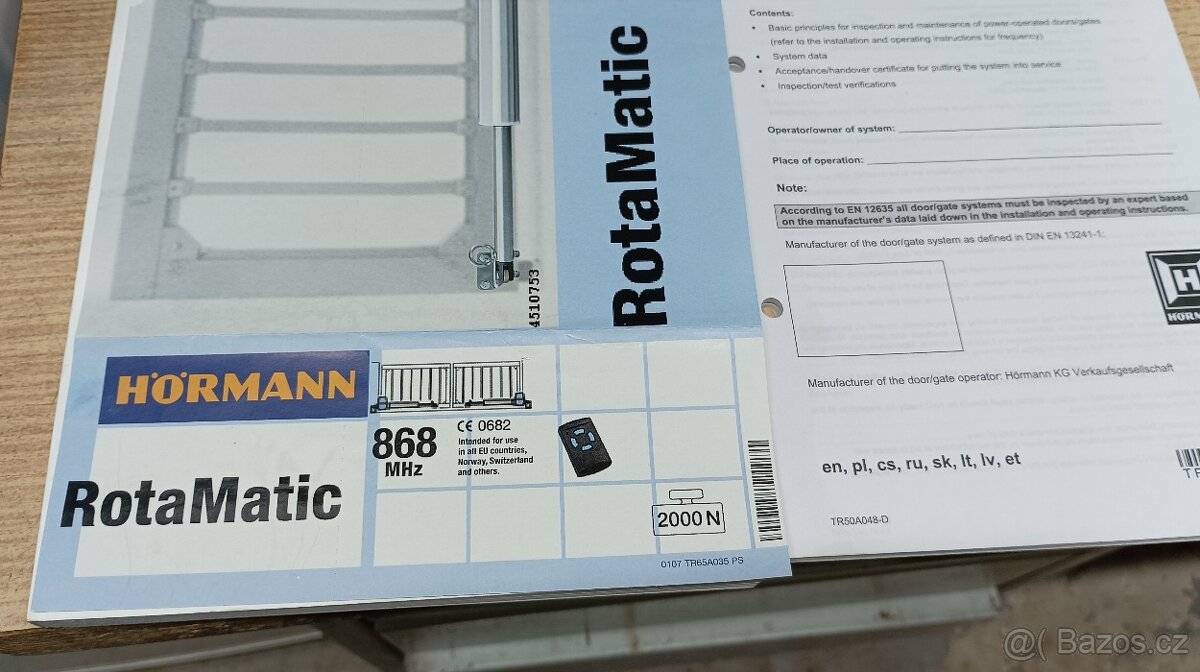 RotaMatic
4510753
HÖRMANN
868
MHz
CE 0682
Intended for use
in all EU countries,
Norway, Switzerland
and others.
RotaMatic
2000 N
0107 TR65A035 PS
Contents:
• Basic principles for inspection and maintenance of power-operated doors/gates
(refer to the installation and operating instructions for frequency)
• System data
• Acceptance/handover certificate for putting the system into service
• Inspection/test verifications
Operator/owner of system:
Place of operation:
Note:
According to EN 12635 all door/gate systems must be inspected by an expert based
on the manufacturer's data laid down in the installation and operating instructions.
Manufacturer of the door/gate system as defined in DIN EN 13241-1:
H
Manufacturer of the door/gate operator: Hörmann KG Verkaufsgesellschaft
en, pl, cs, ru, sk, lt, lv, et
TR50A048-D
@( Bazos.cz